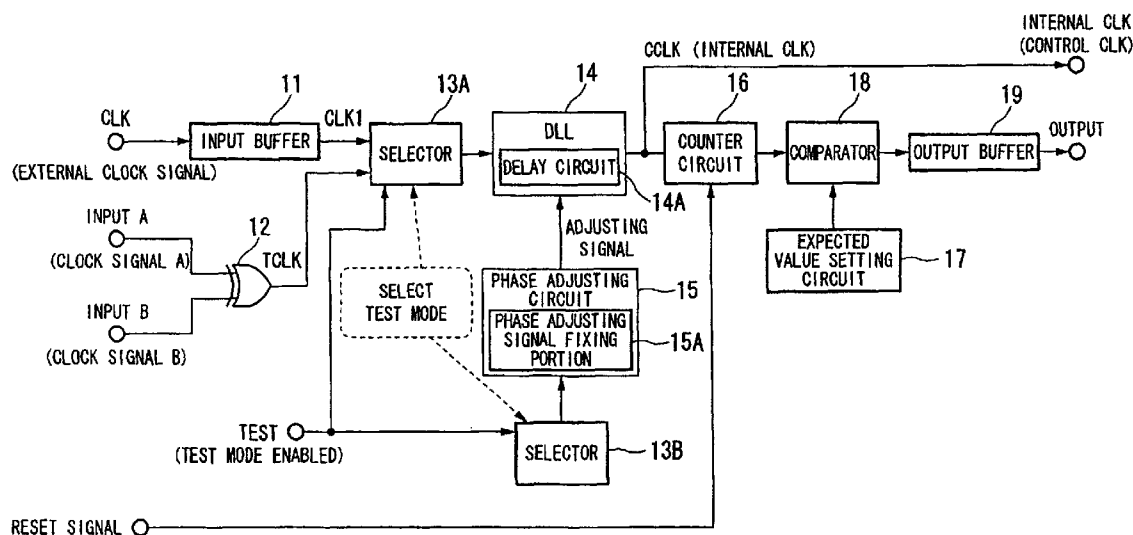 INTERNAL CLK
(CONTROL CLK)
CCLK (INTERNAL CLK)
11
13A
14
16
18
19
CLK
CLK1
OUTPUT
INPUT BUFFER
SELECTOR
DLL
DELAY CIRCUIT
14A
COUNTER
CIRCUIT
COMPARATOR
OUTPUT BUFFER
(EXTERNAL CLOCK SIGNAL)
INPUT A
(CLOCK SIGNAL A)
12
TCLK
INPUT B
(CLOCK SIGNAL B)
ADJUSTING
SIGNAL
EXPECTED
VALUE SETTING
CIRCUIT
17
SELECT
TEST MODE
PHASE ADJUSTING
CIRCUIT
15
PHASE ADJUSTING
SIGNAL FIXING
PORTION
15A
TEST
(TEST MODE ENABLED)
SELECTOR
13B
RESET SIGNAL